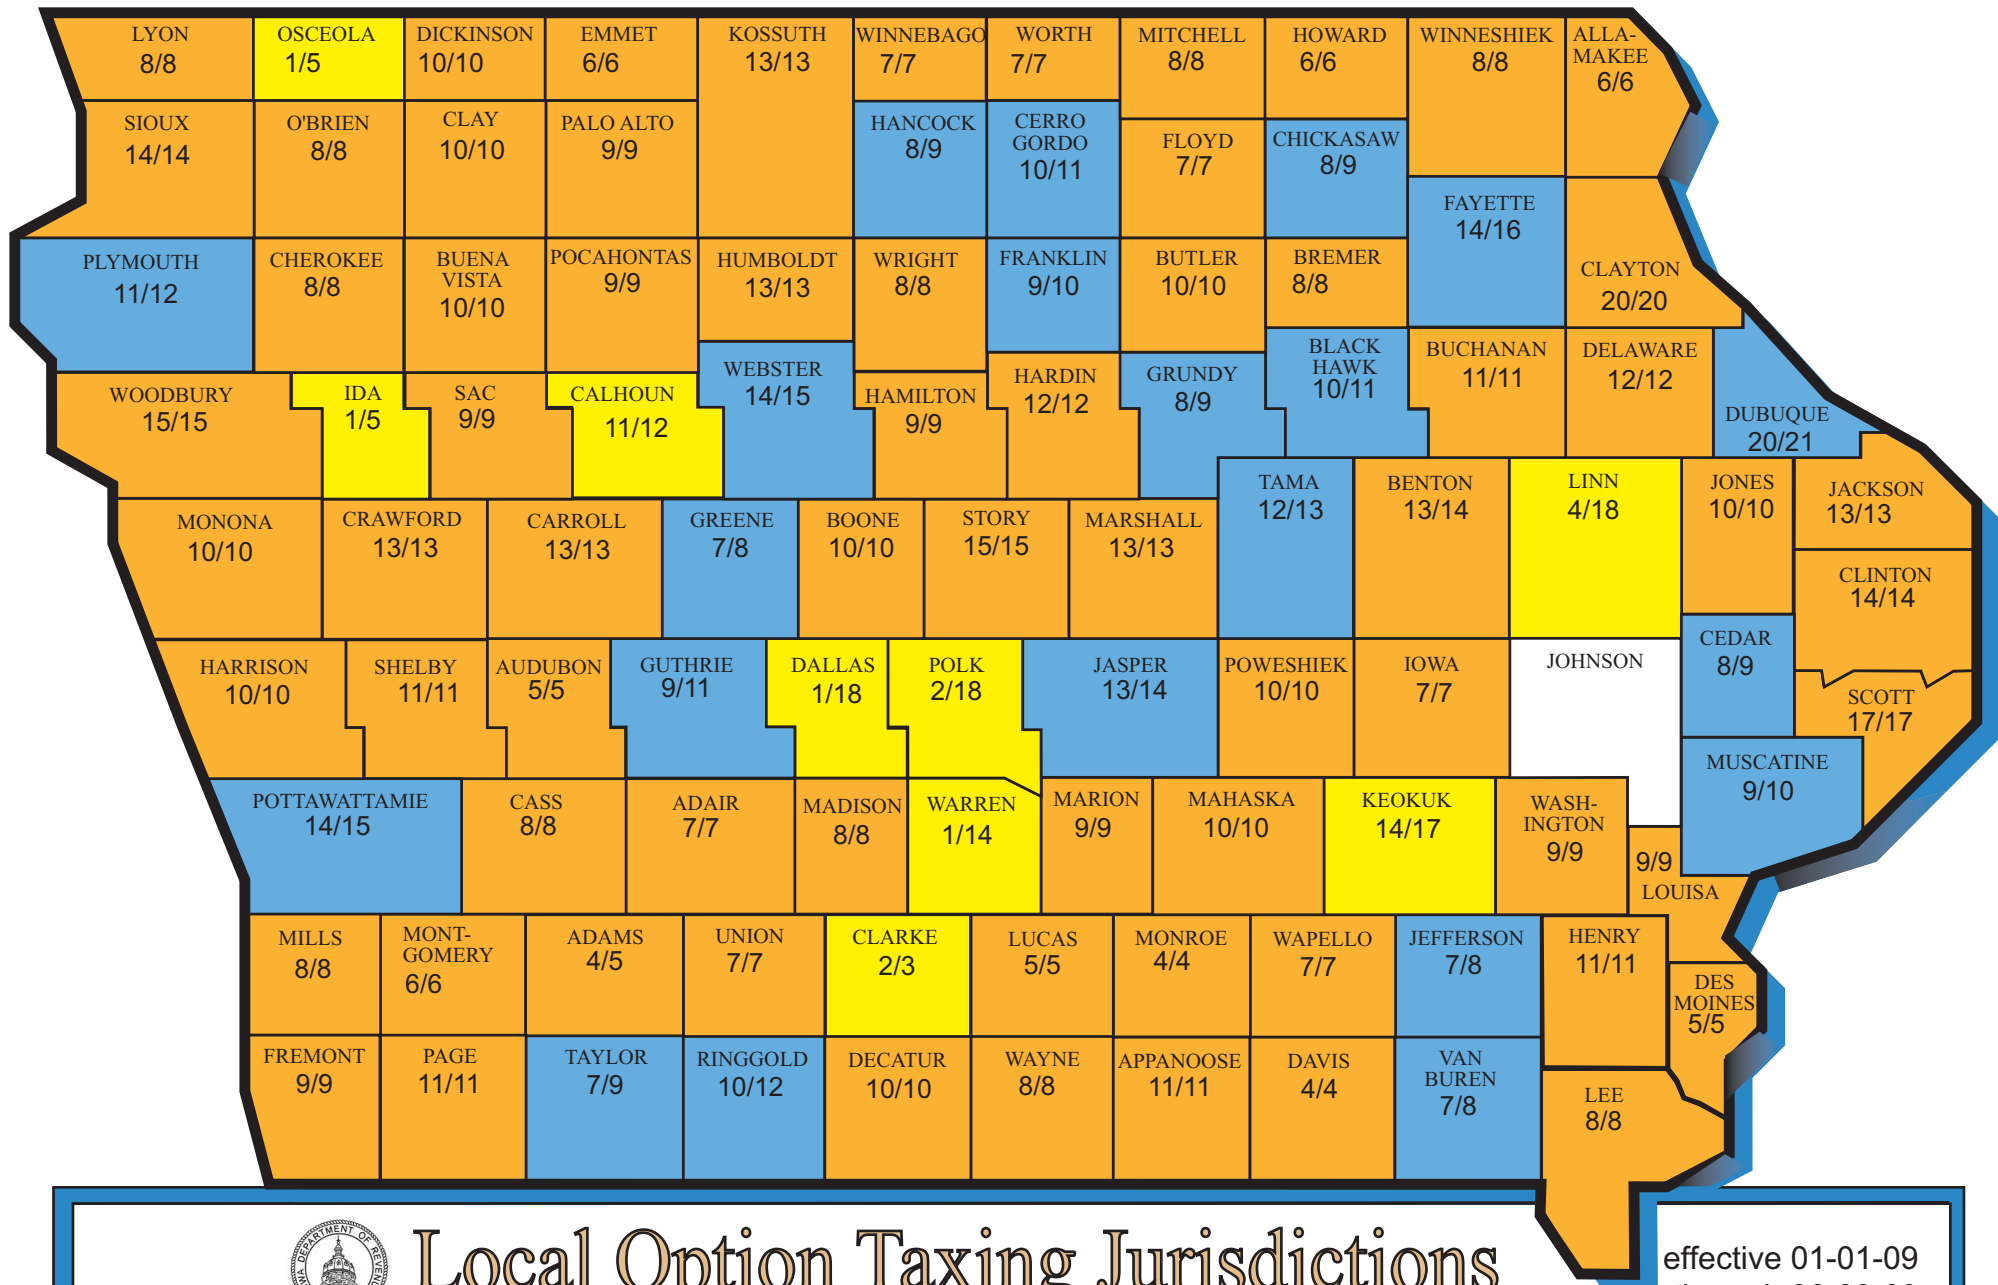 LYON
8/8
OSCEOLA
1/5
DICKINSON
10/10
EMMET
6/6
KOSSUTH
13/13
WINNEBAGO
7/7
WORTH
7/7
MITCHELL
8/8
HOWARD
6/6
WINNESHIEK
8/8
ALLA-
MAKEE
6/6
SIOUX
14/14
O'BRIEN
8/8
CLAY
10/10
PALO ALTO
9/9
HANCOCK
8/9
CERRO
GORDO
10/11
FLOYD
7/7
CHICKASAW
8/9
FAYETTE
14/16
CLAYTON
20/20
PLYMOUTH
11/12
CHEROKEE
8/8
BUENA
VISTA
10/10
POCAHONTAS
9/9
HUMBOLDT
13/13
WRIGHT
8/8
FRANKLIN
9/10
BUTLER
10/10
BREMER
8/8
WOODBURY
15/15
IDA
1/5
SAC
9/9
CALHOUN
11/12
WEBSTER
14/15
HAMILTON
9/9
HARDIN
12/12
GRUNDY
8/9
BLACK
HAWK
10/11
BUCHANAN
11/11
DELAWARE
12/12
DUBUQUE
20/21
MONONA
10/10
CRAWFORD
13/13
CARROLL
13/13
GREENE
7/8
BOONE
10/10
STORY
15/15
MARSHALL
13/13
TAMA
12/13
BENTON
13/14
LINN
4/18
JONES
10/10
JACKSON
13/13
CLINTON
14/14
HARRISON
10/10
SHELBY
11/11
AUDUBON
5/5
GUTHRIE
9/11
DALLAS
1/18
POLK
2/18
JASPER
13/14
POWESHIEK
10/10
IOWA
7/7
JOHNSON
CEDAR
8/9
SCOTT
17/17
POTTAWATTAMIE
14/15
CASS
8/8
ADAIR
7/7
MADISON
8/8
WARREN
1/14
MARION
9/9
MAHASKA
10/10
KEOKUK
14/17
WASH-
INGTON
9/9
MUSCATINE
9/10
9/9
LOUISA
MILLS
8/8
MONT-
GOMERY
6/6
ADAMS
4/5
UNION
7/7
CLARKE
2/3
LUCAS
5/5
MONROE
4/4
WAPELLO
7/7
JEFFERSON
7/8
HENRY
11/11
DES
MOINES
5/5
FREMONT
9/9
PAGE
11/11
TAYLOR
7/9
RINGGOLD
10/12
DECATUR
10/10
WAYNE
8/8
APPANOOSE
11/11
DAVIS
4/4
VAN
BUREN
7/8
LEE
8/8
DEPARTMENT OF REVENUE
Local Option Taxing Jurisdictions
effective 01-01-09